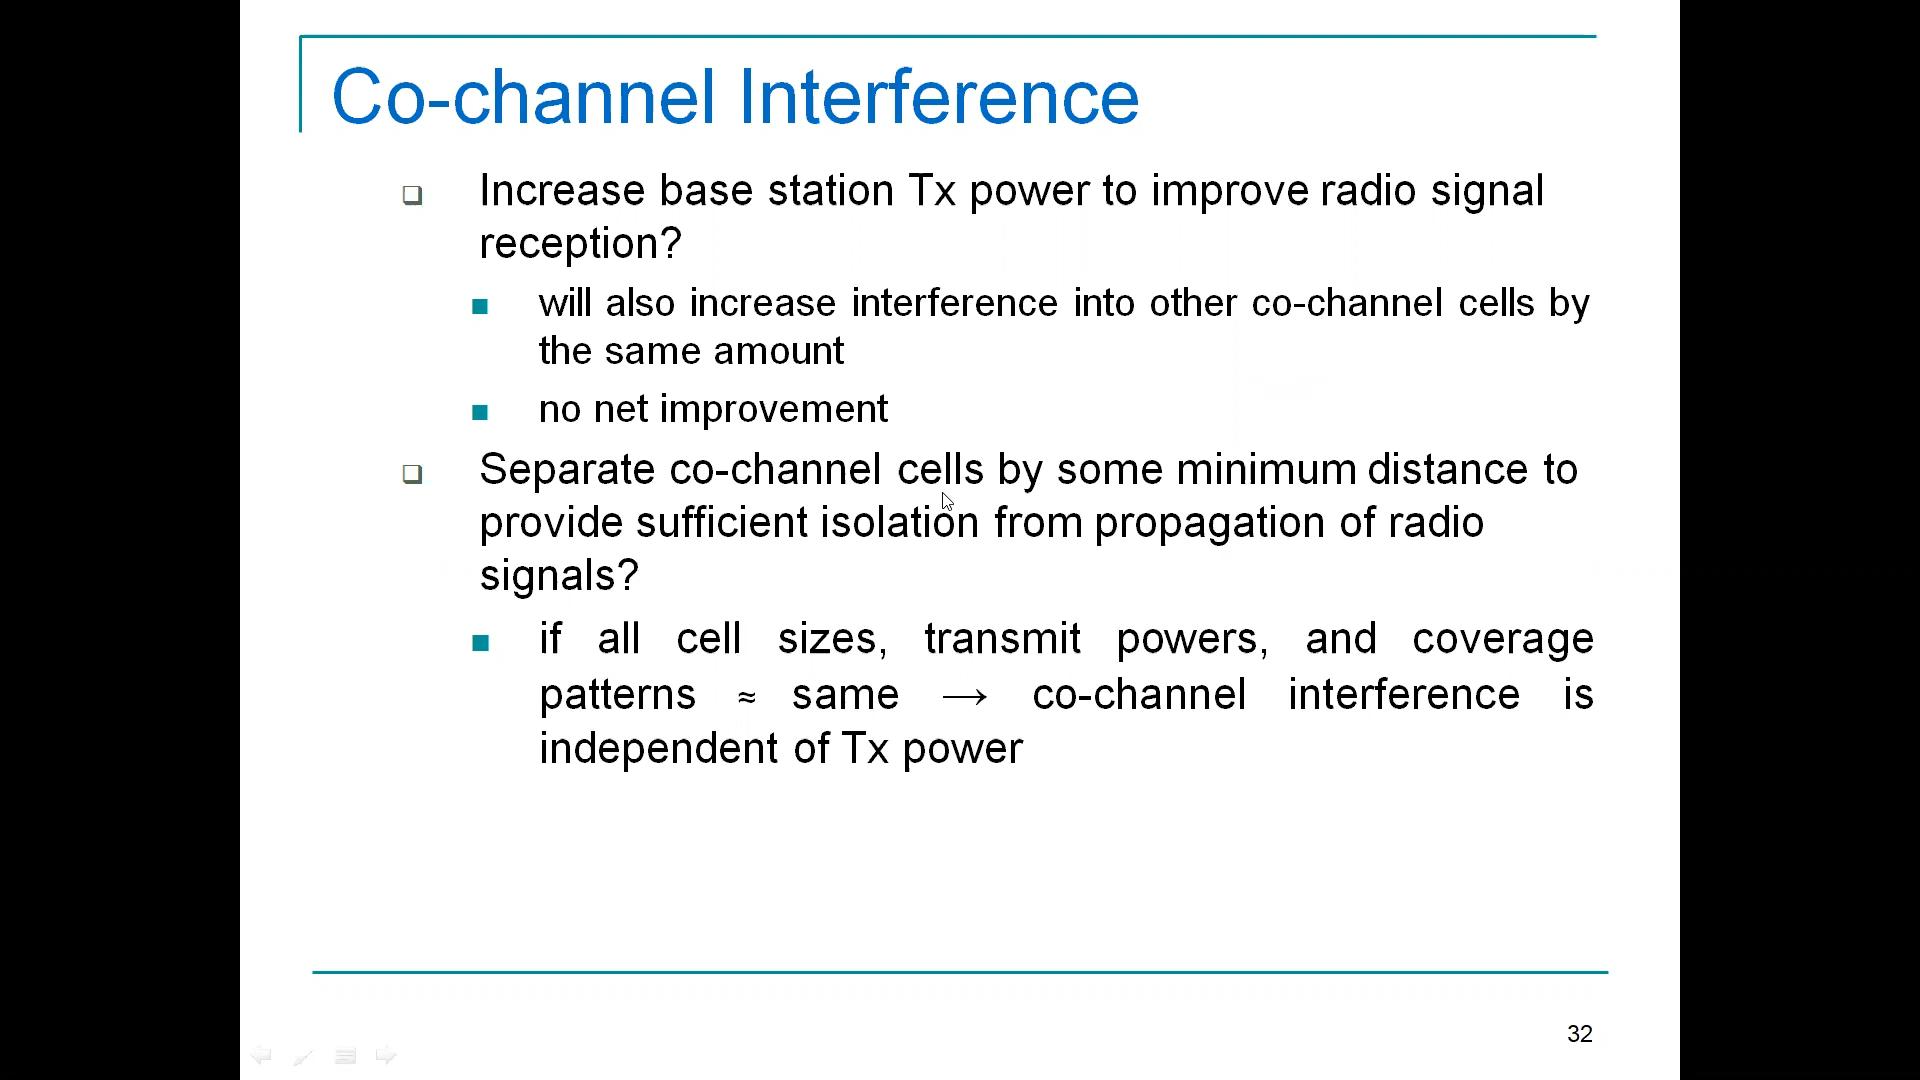 Co-channel Interference
Increase base station Tx power to improve radio signal
reception?
will also increase interference into other co-channel cells by
the same amount
no net improvement
Separate co-channel cells by some minimum distance to
provide sufficient isolation from propagation of radio
signals?
if all cell sizes, transmit powers, and coverage
patterns ≈ same → co-channel interference is
independent of Tx power
32